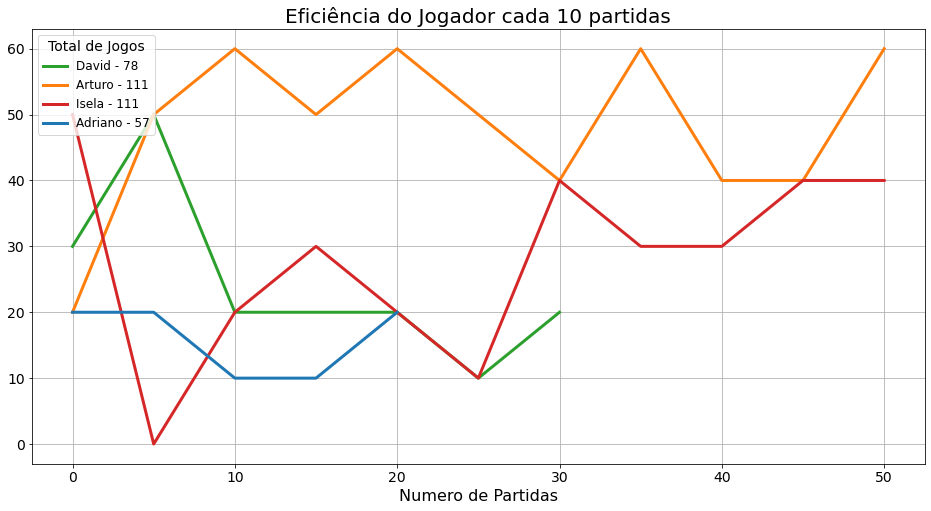 Eficiência do Jogador cada 10 partidas
Total de Jogos
David - 78
Arturo - 111
Isela - 111
Adriano - 57
60
50
40
30
20
10
0
0 10 20 30 40 50
Numero de Partidas